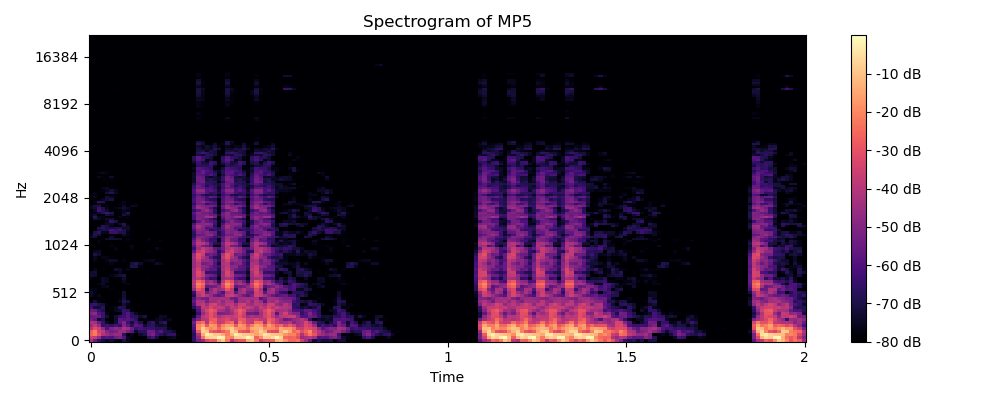 Spectrogram of MP5
16384
8192
4096
2048
1024
512
0
Hz
0
0.5
1
1.5
2
Time
-10 dB
-20 dB
-30 dB
-40 dB
-50 dB
-60 dB
-70 dB
-80 dB